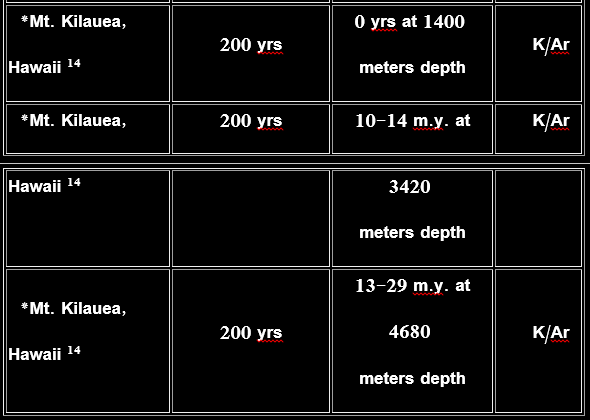 *Mt. Kilauea,
Hawaii 14
200 yrs
0 yrs at 1400
meters depth
K/Ar
*Mt. Kilauea,
200 yrs
10-14 m.y. at
K/Ar
Hawaii 14
3420
meters depth
*Mt. Kilauea,
Hawaii 14
200 yrs
13-29 m.y. at
4680
meters depth
K/Ar